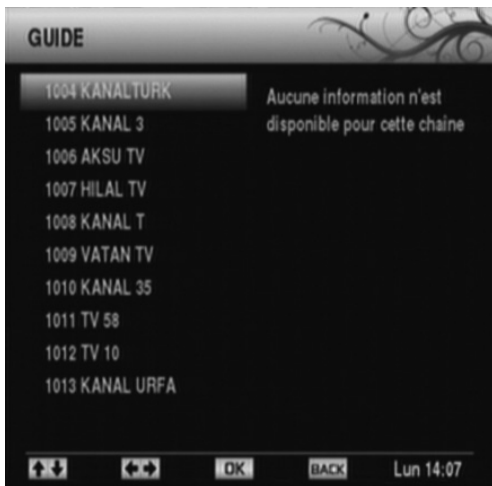 GUIDE
1004 KANALTURK
1005 KANAL 3
1006 AKSU TV
1007 HILAL TV
1008 KANAL T
1009 VATAN TV
1010 KANAL 35
1011 TV 58
1012 TV 10
1013 KANAL URFA
Aucune information n'est
disponible pour cette chaine
OK BACK Lun 14:07